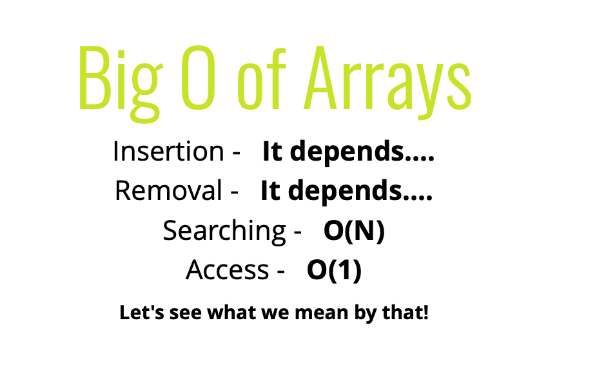 Big O of Arrays
Insertion - It depends....
Removal - It depends....
Searching - O(N)
Access - O(1)
Let's see what we mean by that!